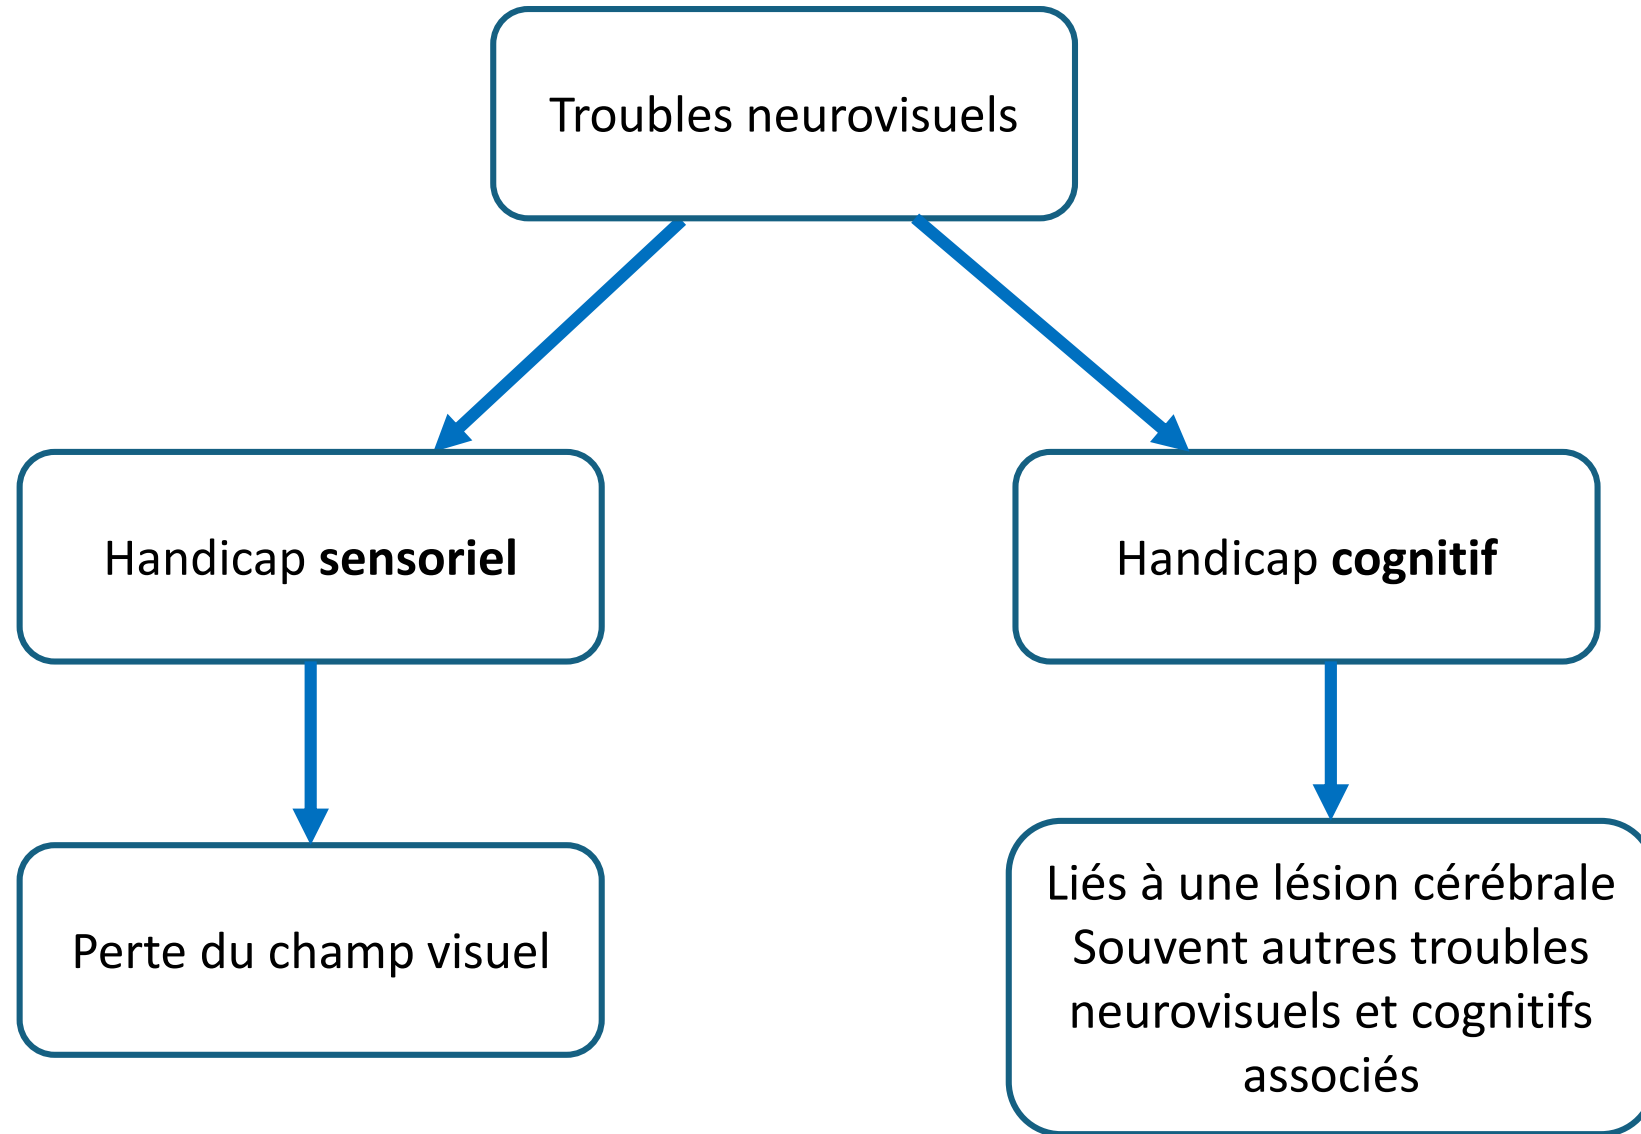 Troubles neurovisuels
Handicap sensoriel
Handicap cognitif
Perte du champ visuel
Liés à une lésion cérébrale
Souvent autres troubles
neurovisuels et cognitifs
associés